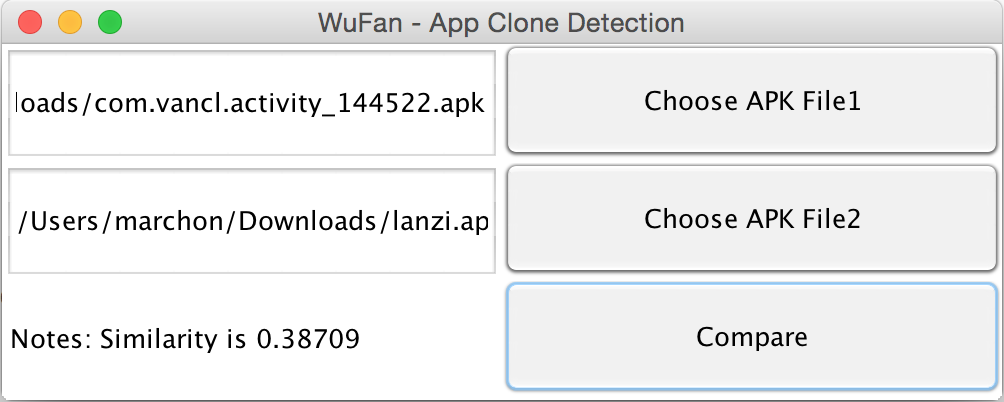 WuFan - App Clone Detection
loads/com.vancl.activity_144522.apk
Choose APK File1
/Users/marchon/Downloads/lanzi.ap
Choose APK File2
Notes: Similarity is 0.38709
Compare